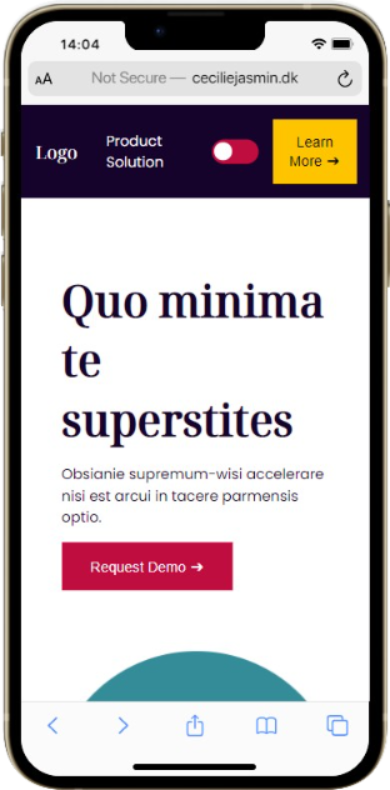 14:04
AA Not Secure — ceciliejasmin.dk
Logo
Product
Solution
Learn
More →
Quo minima
te
superstites
Obsianie supremum-wisi accelerare
nisi est arcui in tacere parmensis
optio.
Request Demo →